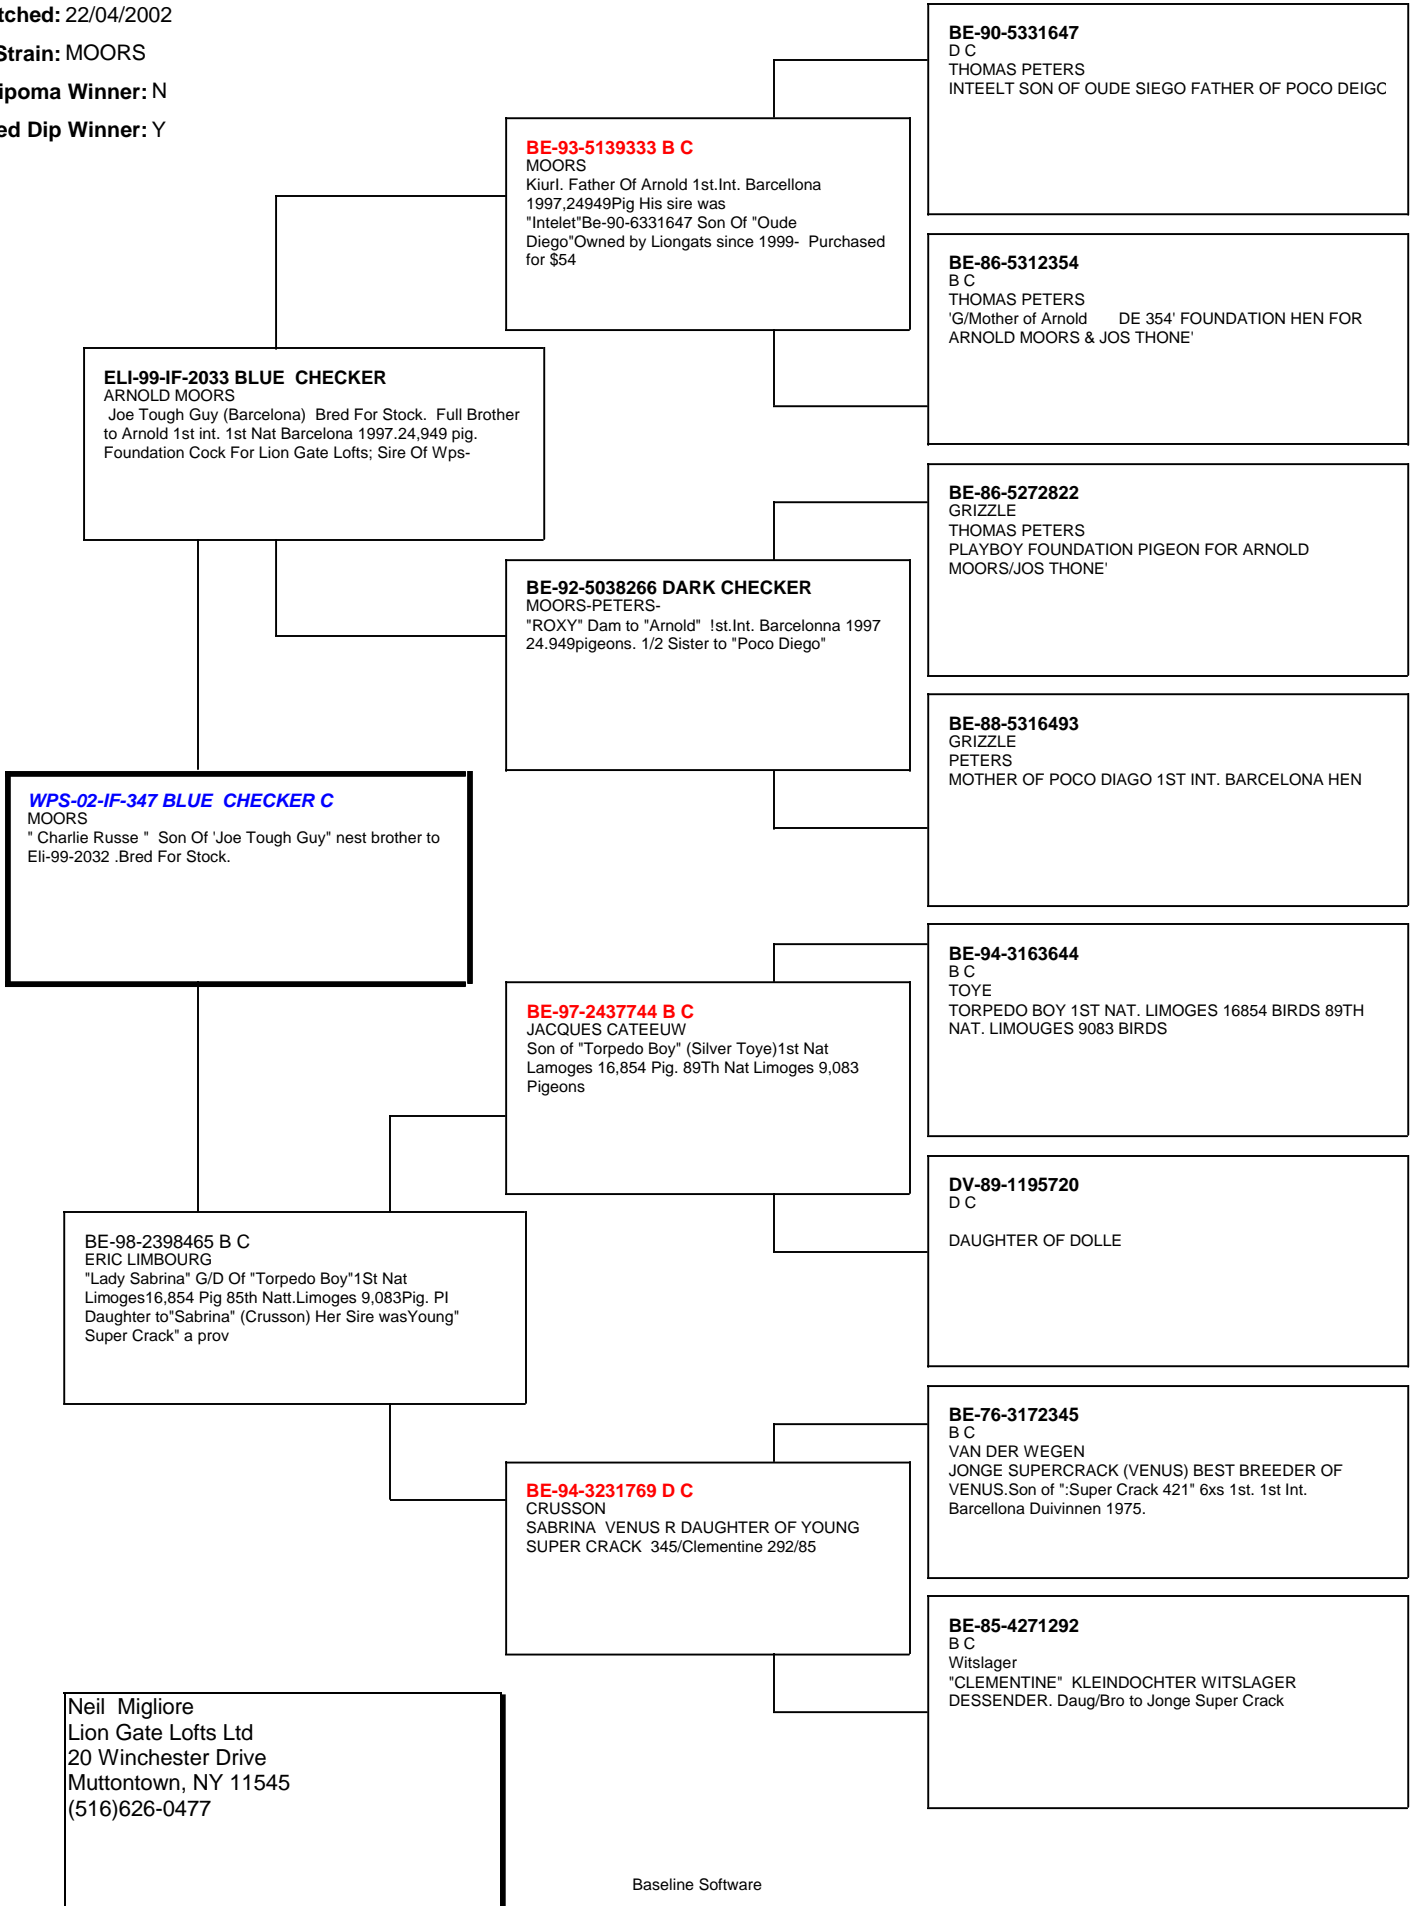 tched: 22/04/2002
Strain: MOORS
ipoma Winner: N
ed Dip Winner: Y
BE-90-5331647
D C
THOMAS PETERS
INTEELT SON OF OUDE SIEGO FATHER OF POCO DEIGO
BE-93-5139333 B C
MOORS
Kiurl. Father Of Arnold 1st.Int. Barcellona
1997,24949Pig His sire was
"Intelet"Be-90-6331647 Son Of "Oude
Diego"Owned by Liongats since 1999-  Purchased
for $54
BE-86-5312354
B C
THOMAS PETERS
'G/Mother of Arnold       DE 354' FOUNDATION HEN FOR
ARNOLD MOORS & JOS THONE'
ELI-99-IF-2033 BLUE  CHECKER
ARNOLD MOORS
Joe Tough Guy (Barcelona)  Bred For Stock.  Full Brother
to Arnold 1st int. 1st Nat Barcelona 1997.24,949 pig.
Foundation Cock For Lion Gate Lofts; Sire Of Wps-
BE-86-5272822
GRIZZLE
THOMAS PETERS
PLAYBOY FOUNDATION PIGEON FOR ARNOLD
MOORS/JOS THONE'
BE-92-5038266 DARK CHECKER
MOORS-PETERS-
"ROXY" Dam to "Arnold"  !st.Int. Barcelonna 1997
24.949pigeons. 1/2 Sister to "Poco Diego"
BE-88-5316493
GRIZZLE
PETERS
MOTHER OF POCO DIAGO 1ST INT. BARCELONA HEN
WPS-02-IF-347 BLUE  CHECKER C
MOORS
" Charlie Russe "  Son Of 'Joe Tough Guy" nest brother to
Eli-99-2032 .Bred For Stock.
BE-94-3163644
B C
TOYE
TORPEDO BOY 1ST NAT. LIMOGES 16854 BIRDS 89TH
NAT. LIMOUGES 9083 BIRDS
BE-97-2437744 B C
JACQUES CATEEUW
Son of "Torpedo Boy" (Silver Toye)1st Nat
Lamoges 16,854 Pig. 89Th Nat Limoges 9,083
Pigeons
DV-89-1195720
D C
DAUGHTER OF DOLLE
BE-98-2398465 B C
ERIC LIMBOURG
"Lady Sabrina" G/D Of "Torpedo Boy"1St Nat
Limoges16,854 Pig 85th Natt.Limoges 9,083Pig. PI
Daughter to"Sabrina" (Crusson) Her Sire wasYoung"
Super Crack" a prov
BE-76-3172345
B C
VAN DER WEGEN
JONGE SUPERCRACK (VENUS) BEST BREEDER OF
VENUS.Son of ":Super Crack 421" 6xs 1st. 1st Int.
Barcellona Duivinnen 1975.
BE-94-3231769 D C
CRUSSON
SABRINA  VENUS R DAUGHTER OF YOUNG
SUPER CRACK  345/Clementine 292/85
BE-85-4271292
B C
Witslager
"CLEMENTINE"  KLEINDOCHTER WITSLAGER
DESSENDER. Daug/Bro to Jonge Super Crack
Neil  Migliore
Lion Gate Lofts Ltd
20 Winchester Drive
Muttontown, NY 11545
(516)626-0477
Baseline Software